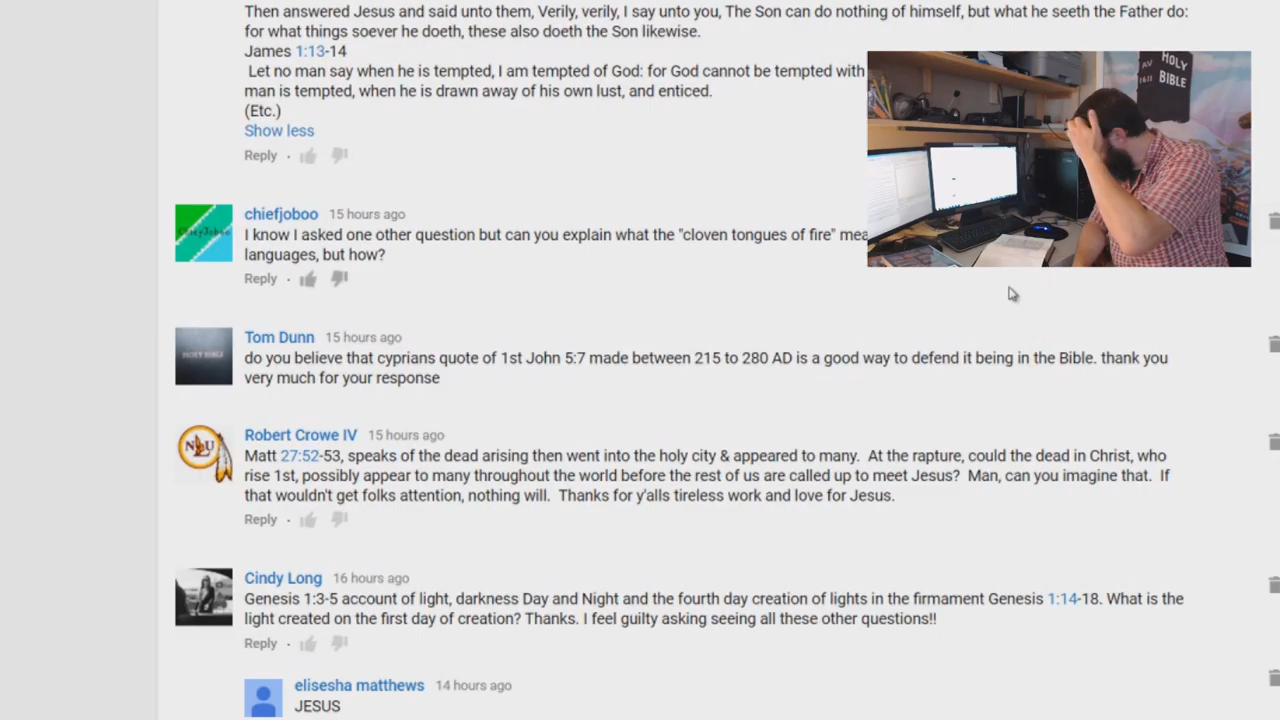 Then answered Jesus and said unto them, Verily, verily, I say unto you, The Son can do nothing of himself, but what he seeth the Father do:
for what things soever he doeth, these also doeth the Son likewise.
James 1:13-14
Let no man say when he is tempted, I am tempted of God: for God cannot be tempted with
man is tempted, when he is drawn away of his own lust, and enticed.
(Etc.)
Show less
Reply ·
AV
1611
HOLY
BIBLE
chiefjoboo 15 hours ago
I know I asked one other question but can you explain what the "cloven tongues of fire" mea
languages, but how?
Reply ·
Tom Dunn 15 hours ago
HOLY BIBLE
do you believe that cyprians quote of 1st John 5:7 made between 215 to 280 AD is a good way to defend it being in the Bible. thank you
very much for your response
Robert Crowe IV 15 hours ago
Matt 27:52-53, speaks of the dead arising then went into the holy city & appeared to many. At the rapture, could the dead in Christ, who
rise 1st, possibly appear to many throughout the world before the rest of us are called up to meet Jesus? Man, can you imagine that. If
that wouldn't get folks attention, nothing will. Thanks for y'alls tireless work and love for Jesus.
Reply ·
Cindy Long 16 hours ago
Genesis 1:3-5 account of light, darkness Day and Night and the fourth day creation of lights in the firmament Genesis 1:14-18. What is the
light created on the first day of creation? Thanks. I feel guilty asking seeing all these other questions!!
Reply ·
elisesha matthews 14 hours ago
JESUS